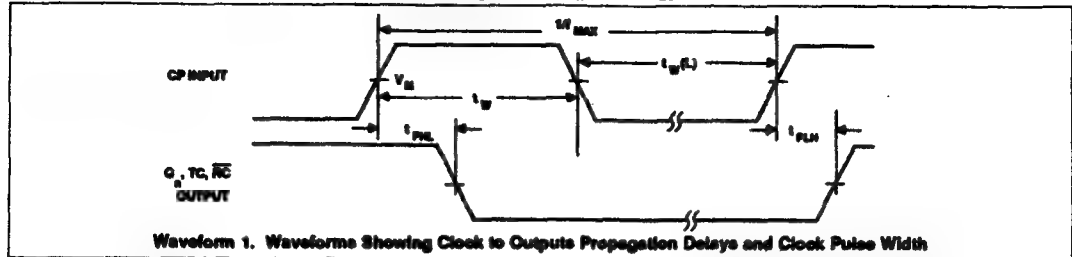 1/f MAX
CP INPUT
V M
t W(L)
t W
t PHL
t PLH
Q n, TC, R̅C̅
OUTPUT
Waveform 1. Waveforms Showing Clock to Outputs Propagation Delays and Clock Pulse Width